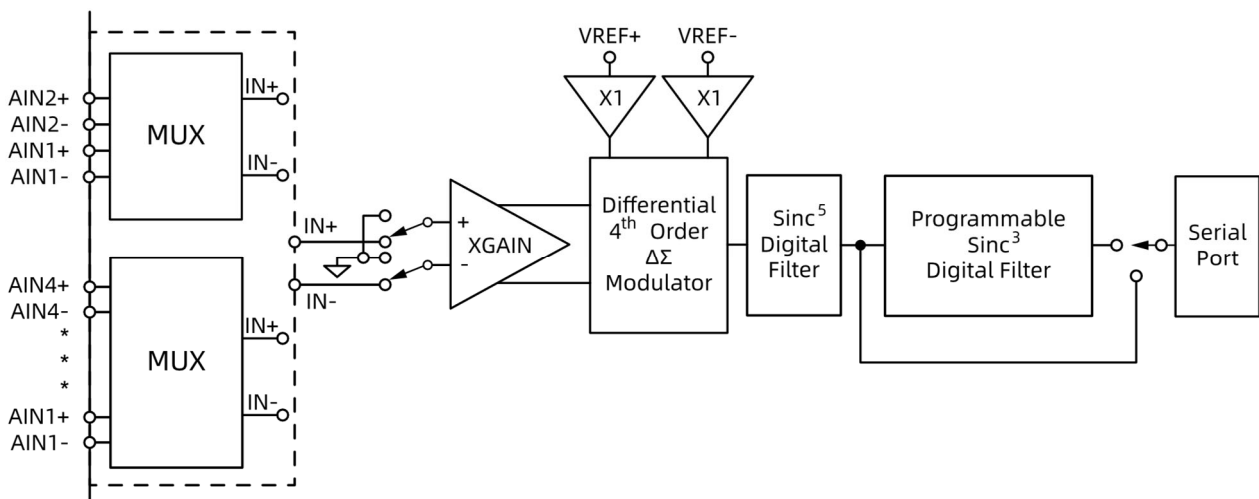 VREF+
VREF-
X1
X1
AIN2+
AIN2-
AIN1+
AIN1-
MUX
IN+
IN-
AIN4+
AIN4-
*
*
*
AIN1+
AIN1-
MUX
IN+
IN-
IN+
IN-
+
XGAIN
-
Differential
4th Order
ΔΣ
Modulator
Sinc5
Digital
Filter
Programmable
Sinc3
Digital Filter
Serial
Port